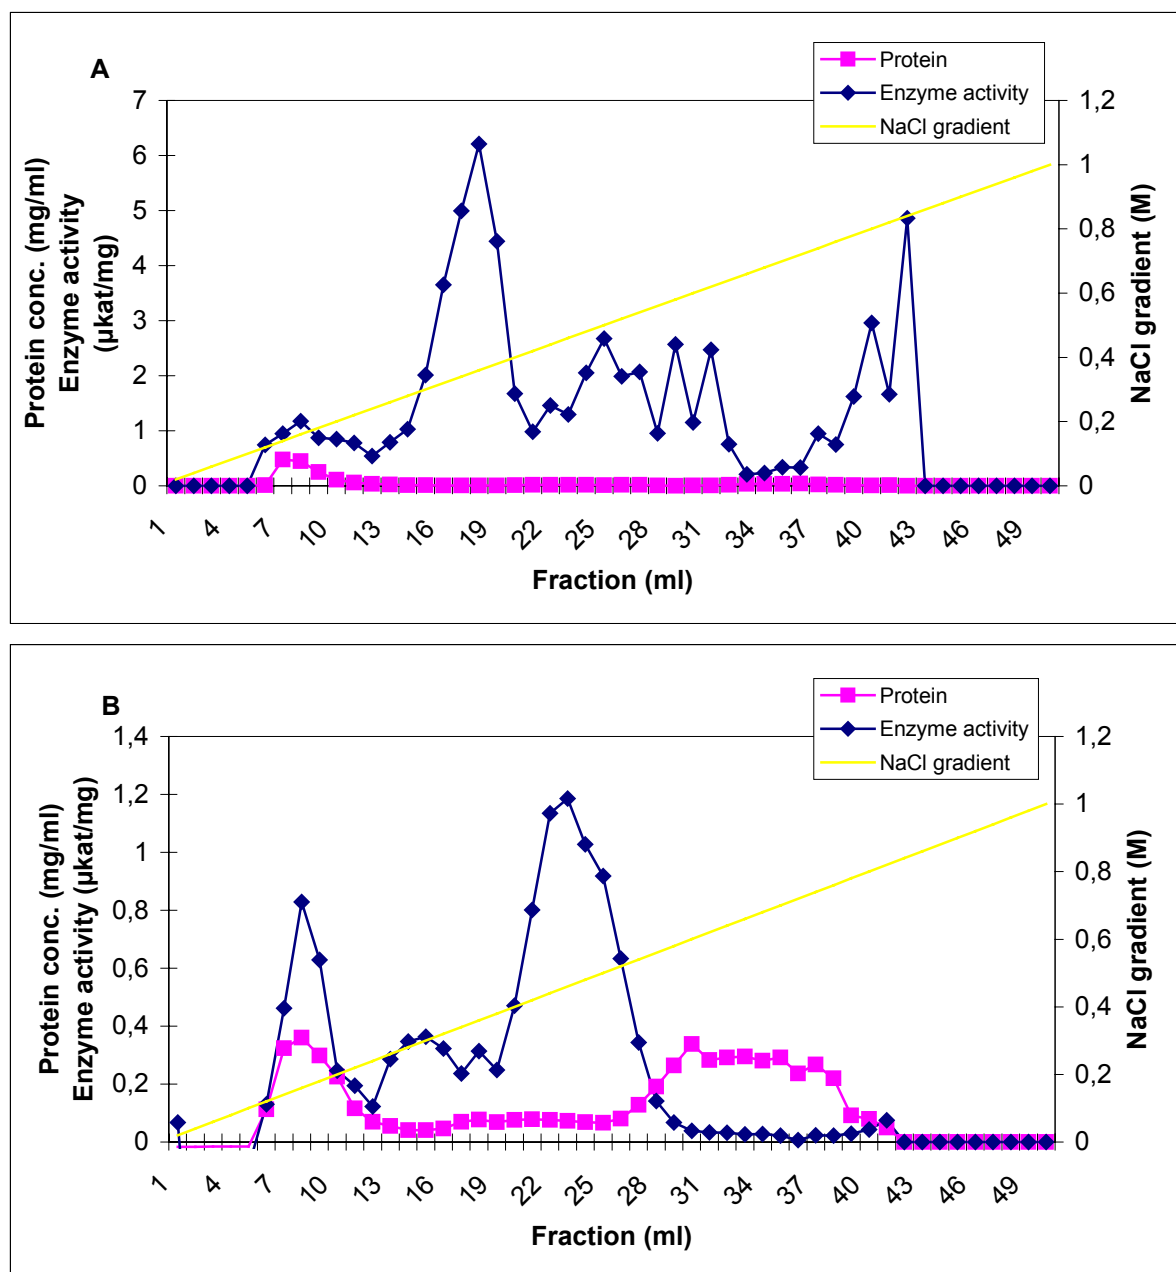 A
Protein
Enzyme activity
NaCl gradient
Protein conc. (mg/ml)
Enzyme activity
(µkat/mg)
7
6
5
4
3
2
1
0
1,2
1
0,8
0,6
0,4
0,2
0
NaCl gradient (M)
1 4 7 10 13 16 19 22 25 28 31 34 37 40 43 46 49
Fraction (ml)
B
Protein
Enzyme activity
NaCl gradient
Protein conc. (mg/ml)
Enzyme activity (µkat/mg)
1,4
1,2
1
0,8
0,6
0,4
0,2
0
1,2
1
0,8
0,6
0,4
0,2
0
NaCl gradient (M)
1 4 7 10 13 16 19 22 25 28 31 34 37 40 43 46 49
Fraction (ml)